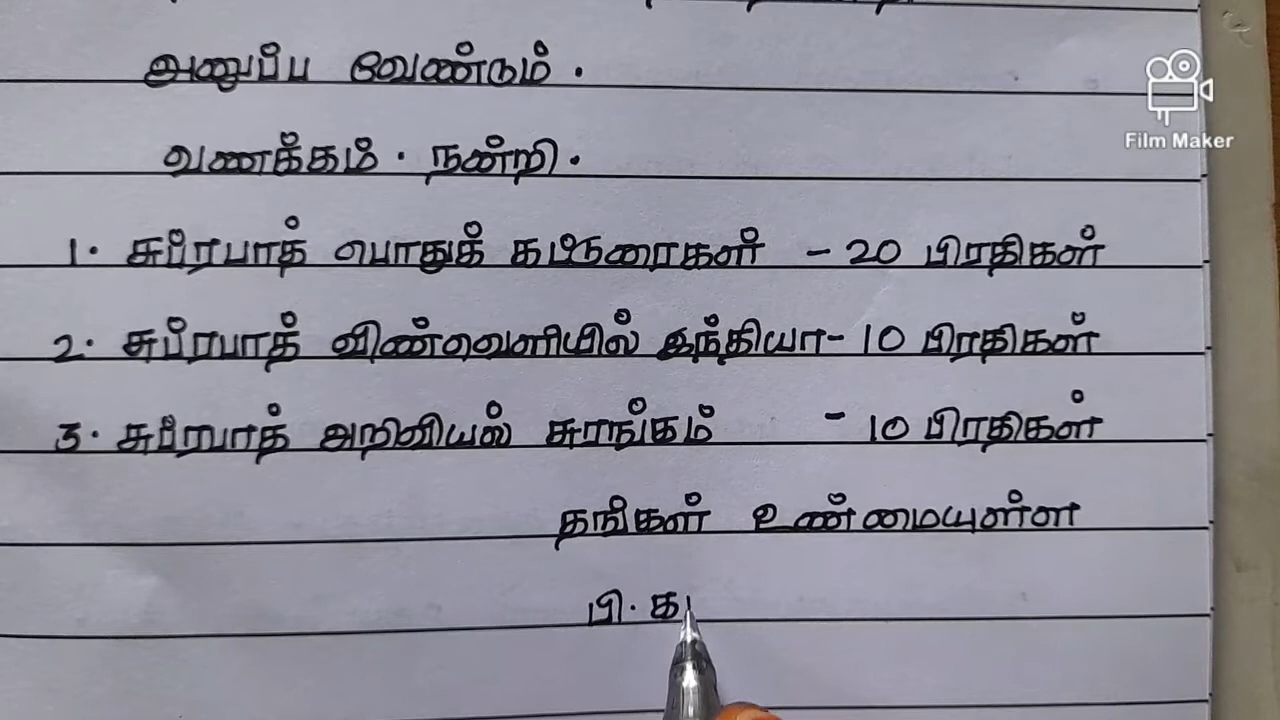 அனுப்ப வேண்டும்.
Film Maker
வணக்கம். நன்றி.
1. சுப்ரபாத் பொதுக் கட்டுரைகள் - 20 பிரதிகள்
2. சுப்ரபாத் விண்வெளியில் இந்தியா - 10 பிரதிகள்
3. சுப்ரபாத் அறிவியல் சுரங்கம் - 10 பிரதிகள்
தங்கள் உண்மையுள்ள
பி. க